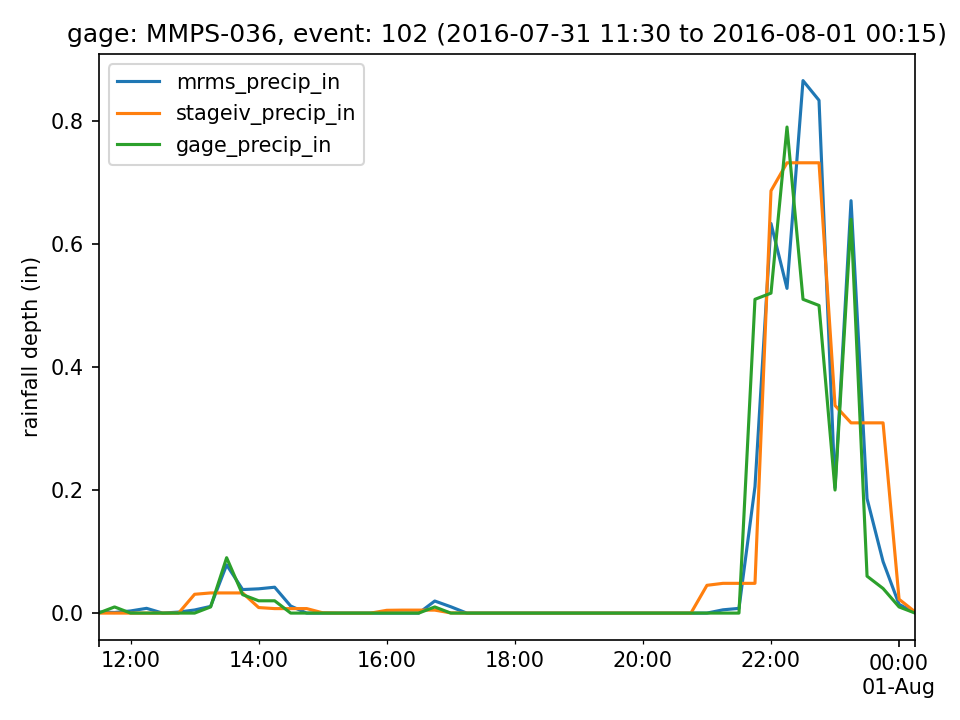 gage: MMPS-036, event: 102 (2016-07-31 11:30 to 2016-08-01 00:15)
mrms_precip_in
stageiv_precip_in
gage_precip_in
rainfall depth (in)
0.8
0.6
0.4
0.2
0.0
12:00 14:00 16:00 18:00 20:00 22:00 00:00
01-Aug